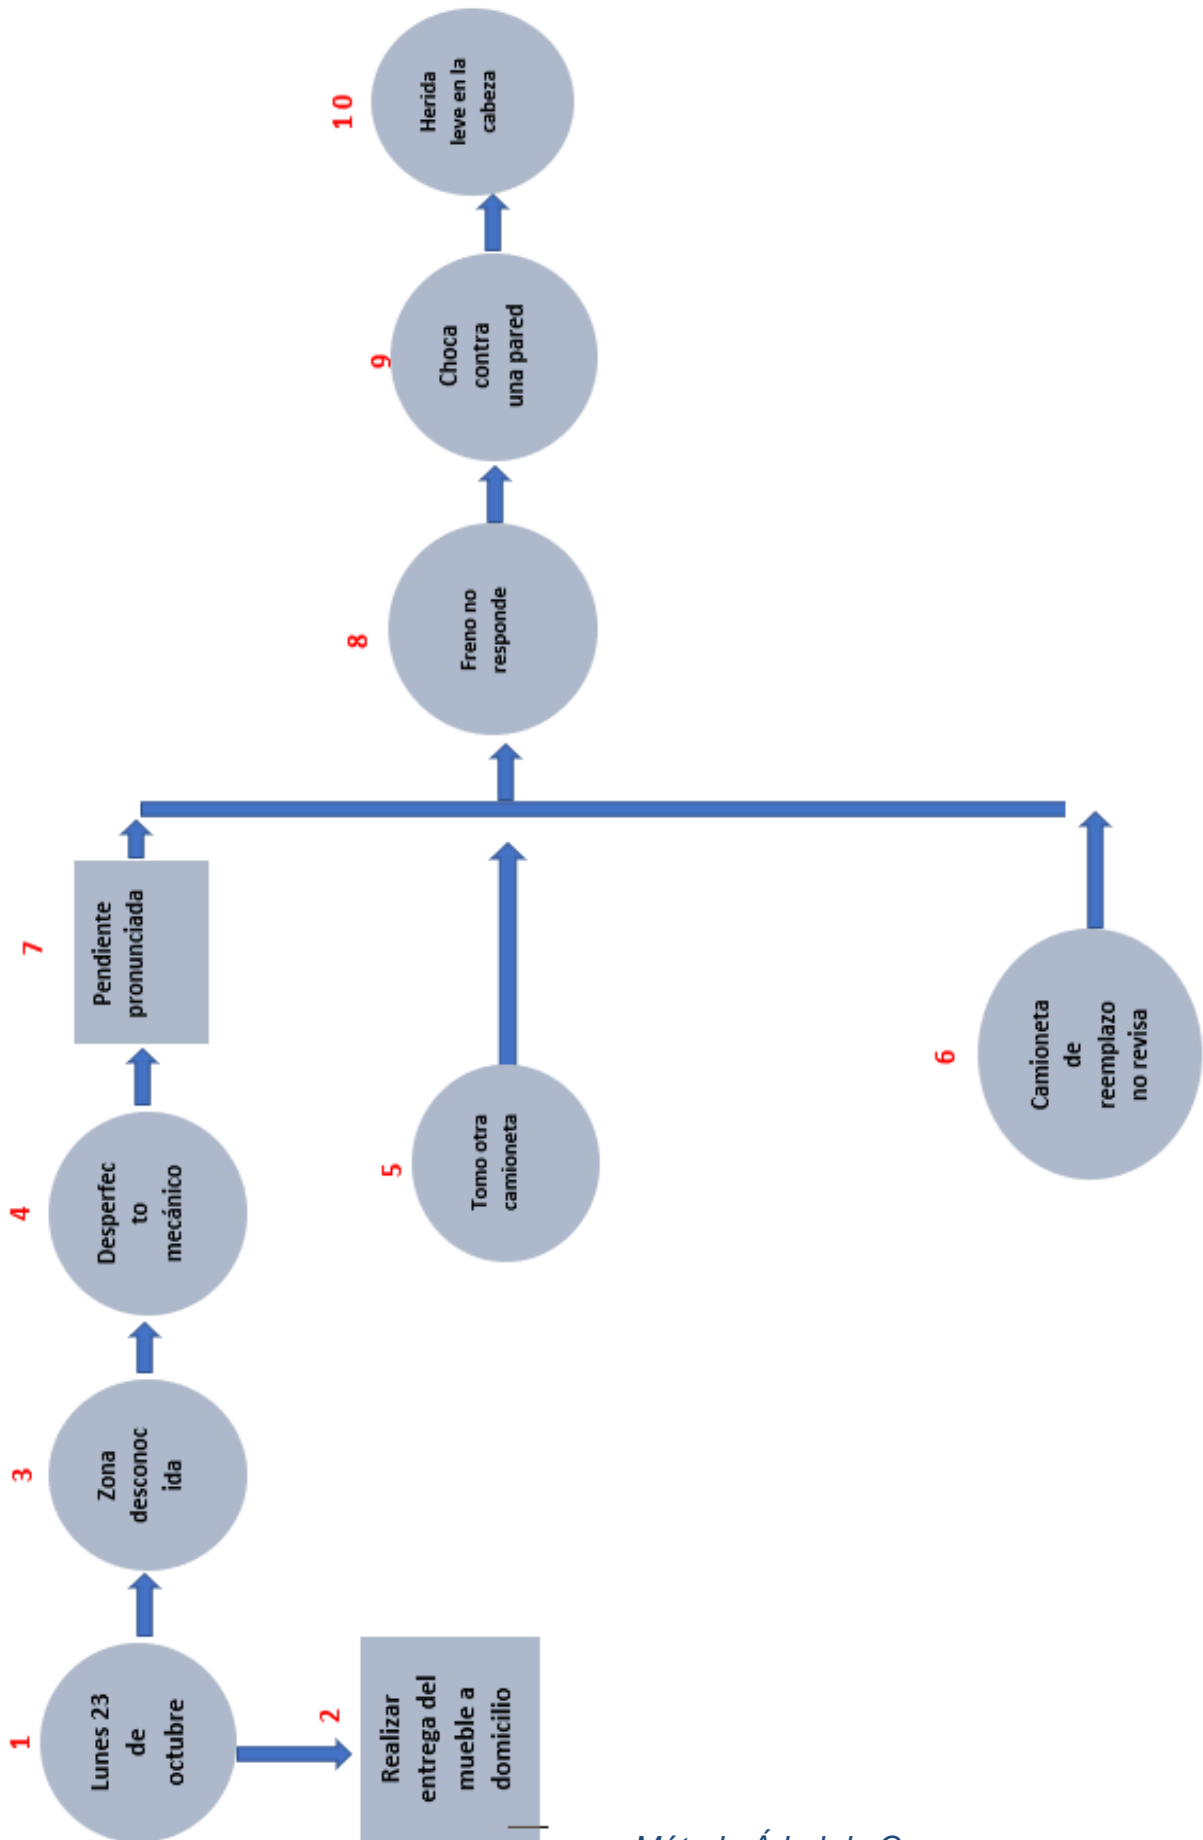 1
Lunes 23
de
octubre
2
Realizar
entrega del
mueble a
domicilio
3
Zona
desconoc
ida
4
Desperfec
to
mecánico
7
Pendiente
pronunciada
5
Tomo otra
camioneta
6
Camioneta
de
reemplazo
no revisa
8
Freno no
responde
9
Choca
contra
una pared
10
Herida
leve en la
cabeza